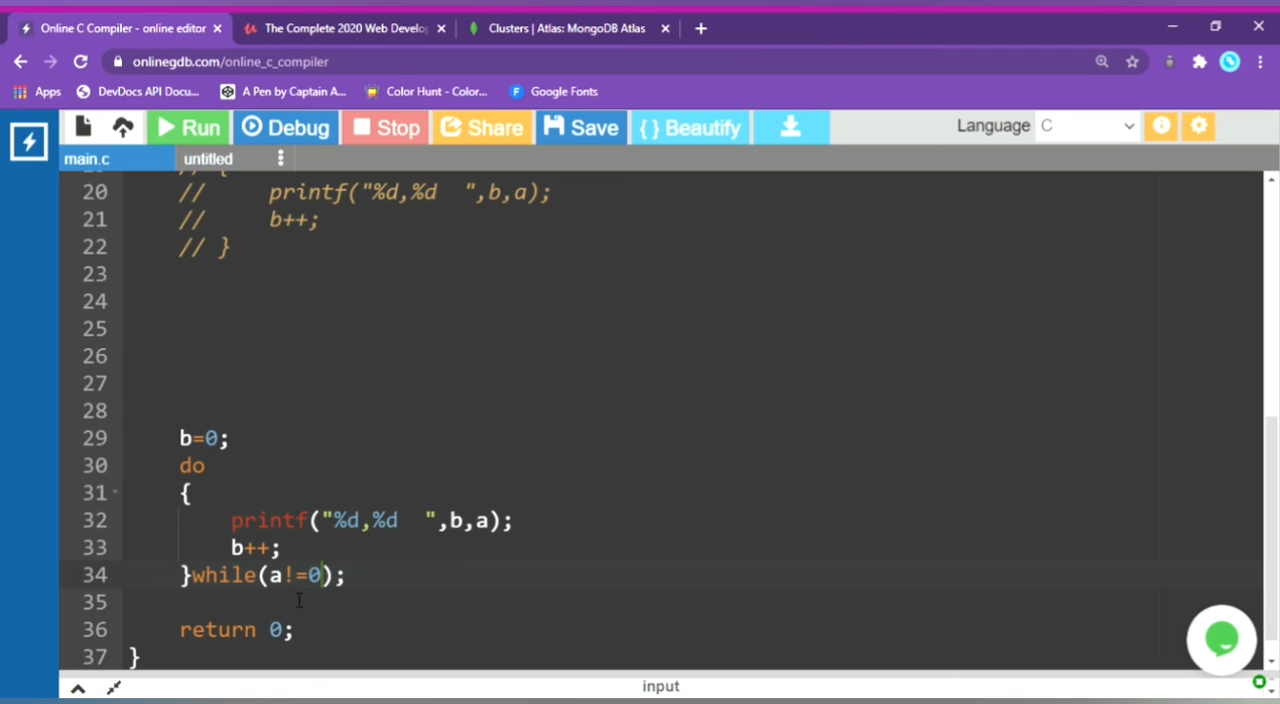 Online C Compiler - online editor
The Complete 2020 Web Develop
Clusters | Atlas: MongoDB Atlas
onlinegdb.com/online_c_compiler
Apps DevDocs API Docu... A Pen by Captain A... Color Hunt - Color... Google Fonts
Run Debug Stop Share Save { } Beautify Language C
main.c untitled
20 // printf("%d,%d  ",b,a);
21 // b++;
22 // }
23
24
25
26
27
28
29 b=0;
30 do
31 {
32 printf("%d,%d  ",b,a);
33 b++;
34 }while(a!=0);
35
36 return 0;
37 }
input